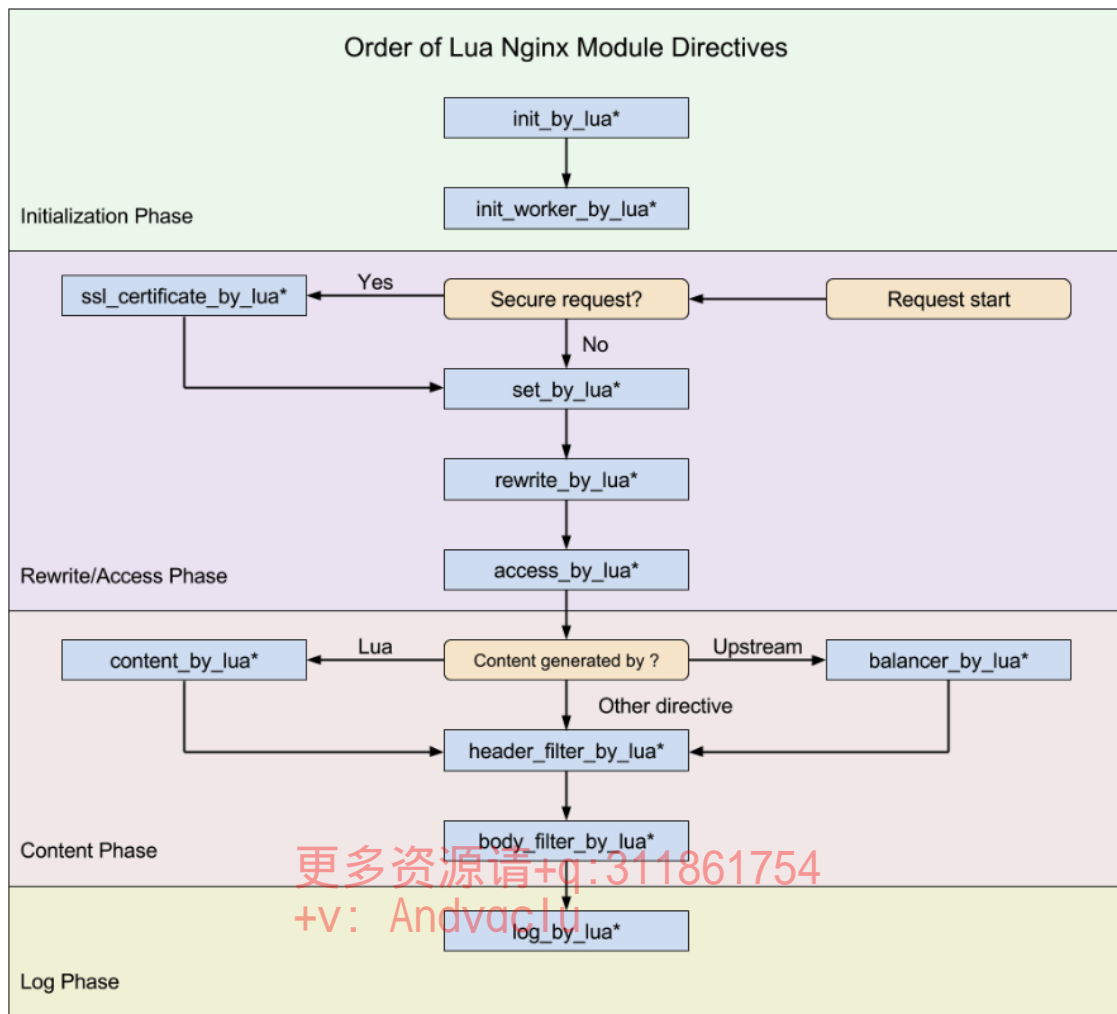 Order of Lua Nginx Module Directives
init_by_lua*
init_worker_by_lua*
Initialization Phase
ssl_certificate_by_lua*
Yes
Secure request?
Request start
No
set_by_lua*
rewrite_by_lua*
access_by_lua*
Rewrite/Access Phase
content_by_lua*
Lua
Content generated by ?
Upstream
balancer_by_lua*
Other directive
header_filter_by_lua*
body_filter_by_lua*
Content Phase
更多资源请+q:311861754
+v: Andvaclu
log_by_lua*
Log Phase